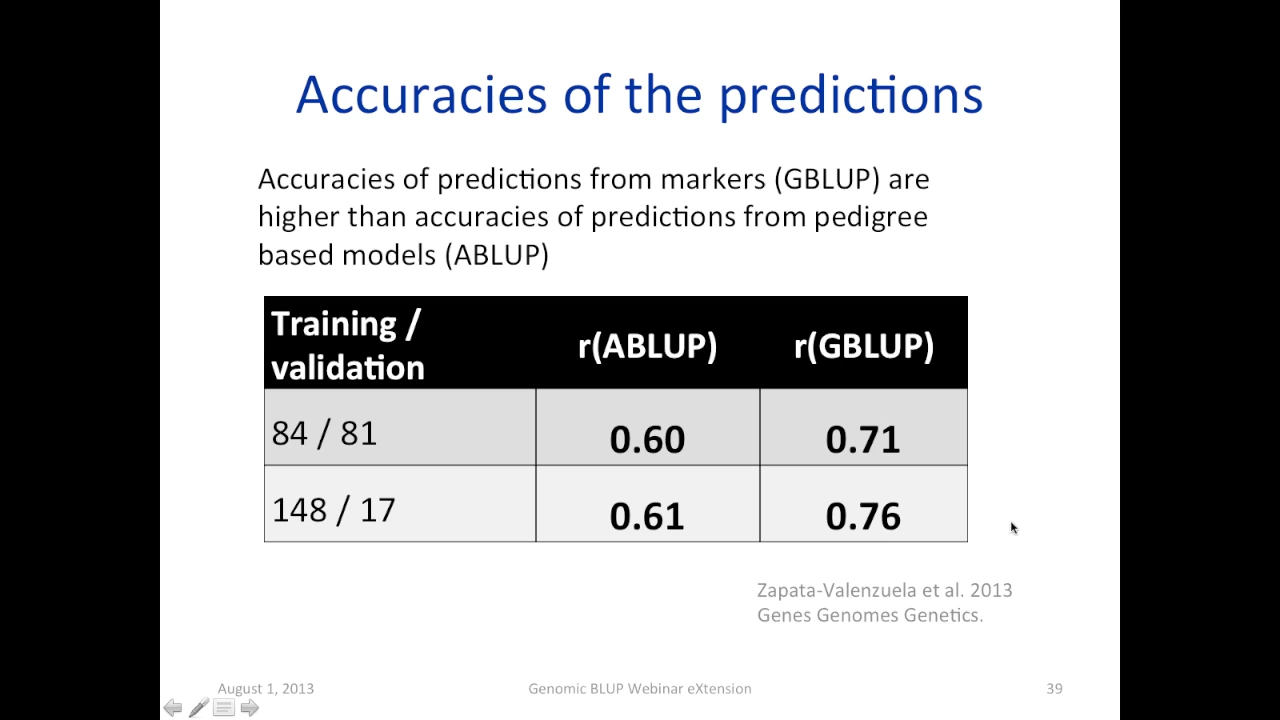 Accuracies of the predictions
Accuracies of predictions from markers (GBLUP) are
higher than accuracies of predictions from pedigree
based models (ABLUP)
Training /
validation
r(ABLUP)
r(GBLUP)
84 / 81
0.60
0.71
148 / 17
0.61
0.76
Zapata-Valenzuela et al. 2013
Genes Genomes Genetics.
August 1, 2013
Genomic BLUP Webinar eXtension
39